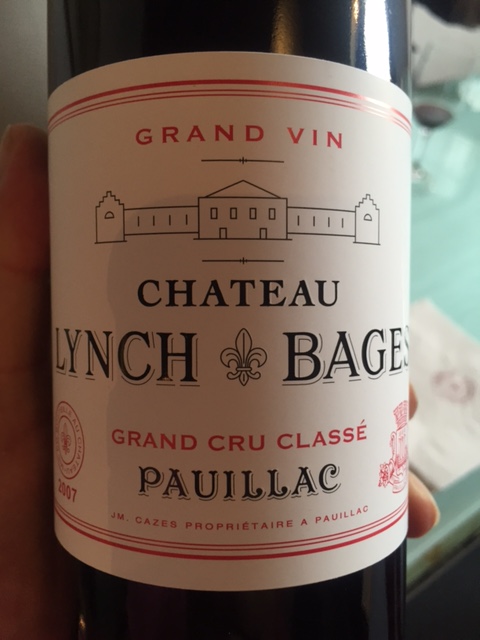 GRAND VIN
CHATEAU
LYNCH BAGES
GRAND CRU CLASSÉ
PAUILLAC
2007
JM. CAZES PROPRIÉTAIRE A PAUILLAC